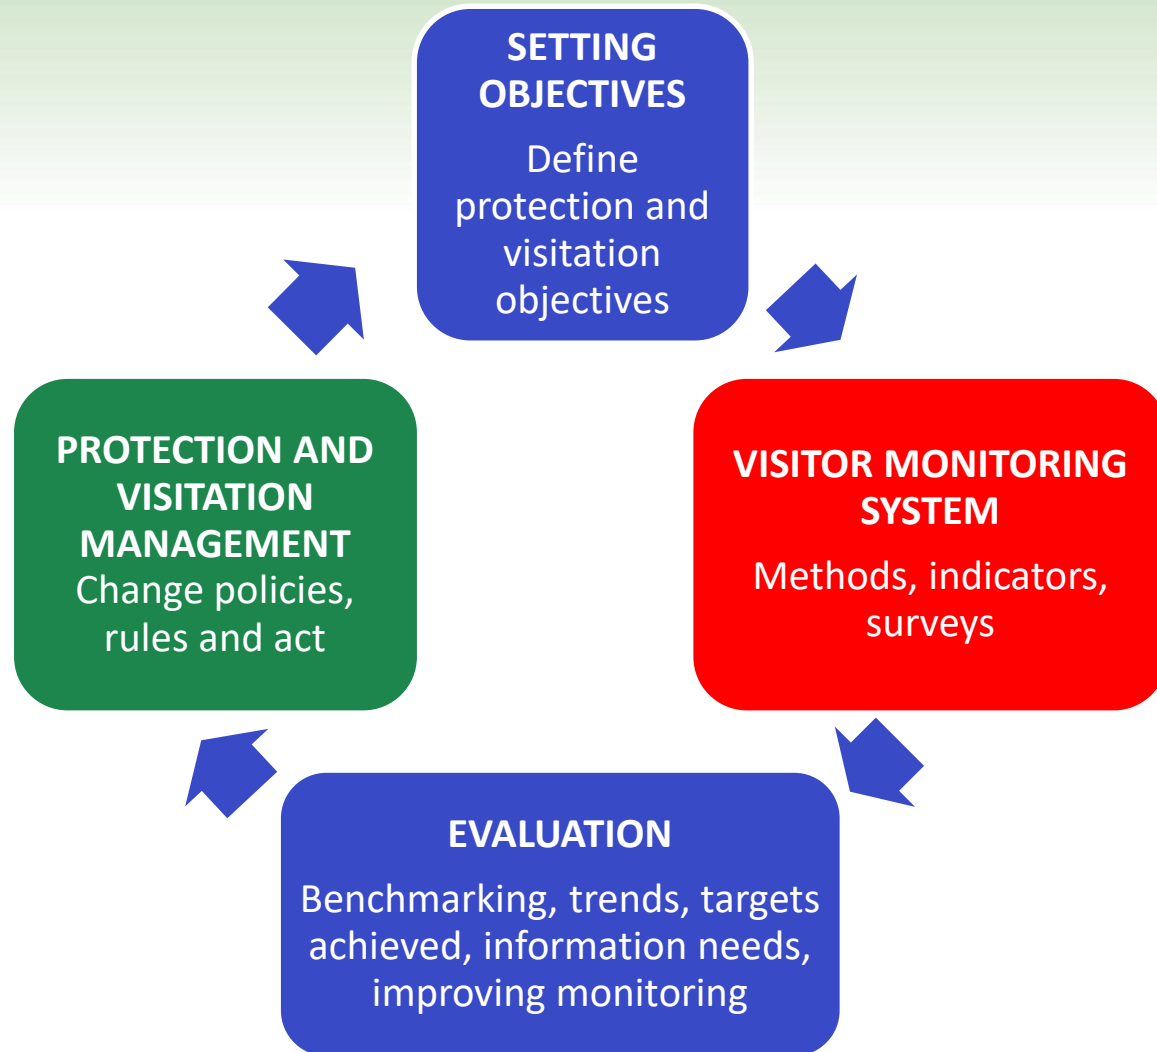 SETTING
OBJECTIVES
Define
protection and
visitation
objectives
PROTECTION AND
VISITATION
MANAGEMENT
Change policies,
rules and act
VISITOR MONITORING
SYSTEM
Methods, indicators,
surveys
EVALUATION
Benchmarking, trends, targets
achieved, information needs,
improving monitoring